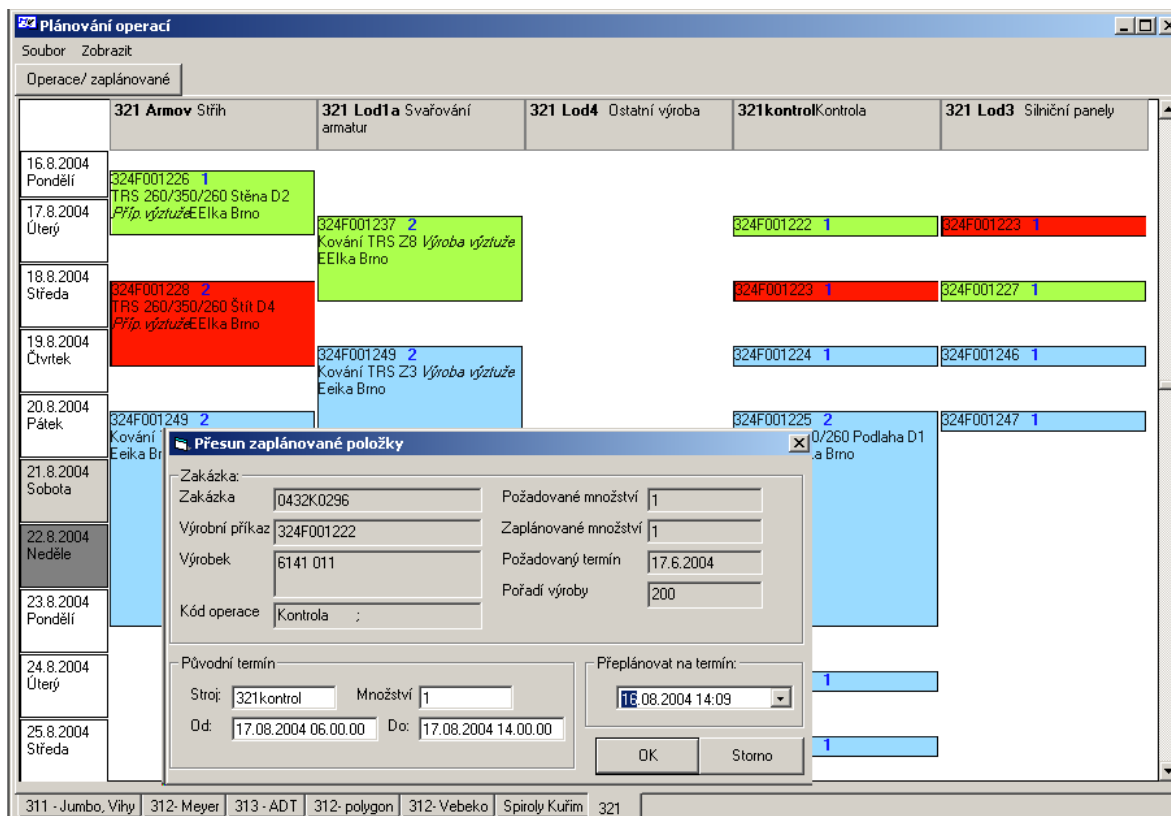 Plánování operací
Soubor Zobrazit
Operace/ zaplánované
321 Armov Střih
321 Lod1a Svařování
armatur
321 Lod4 Ostatní výroba
321kontrolKontrola
321 Lod3 Silniční panely
16.8.2004
Pondělí
17.8.2004
Úterý
18.8.2004
Středa
19.8.2004
Čtvrtek
20.8.2004
Pátek
21.8.2004
Sobota
22.8.2004
Neděle
23.8.2004
Pondělí
24.8.2004
Úterý
25.8.2004
Středa
324F001226 1
TRS 260/350/260 Stěna D2
Příp. výztužeEElka Brno
324F001228 2
TRS 260/350/260 Štít D4
Příp. výztužeEElka Brno
324F001249 2
Kování
Eeika Br
324F001237 2
Kování TRS Z8 Výroba výztuže
EElka Brno
324F001249 2
Kování TRS Z3 Výroba výztuže
Eeika Brno
324F001222 1
324F001223 1
324F001224 1
324F001225 2
0/260 Podlaha D1
a Brno
1
1
324F001223 1
324F001227 1
324F001246 1
324F001247 1
Přesun zaplánované položky
Zakázka:
Zakázka 0432K0296
Výrobní příkaz 324F001222
Výrobek 6141 011
Kód operace Kontrola ;
Požadované množství 1
Zaplánované množství 1
Požadovaný termín 17.6.2004
Pořadí výroby 200
Původní termín
Stroj: 321kontrol Množství 1
Od: 17.08.2004 06.00.00 Do: 17.08.2004 14.00.00
Přeplánovat na termín:
16.08.2004 14:09
OK Storno
311 - Jumbo, Vihy 312- Meyer 313 - ADT 312- polygon 312- Vebeko Spiroly Kuřim 321